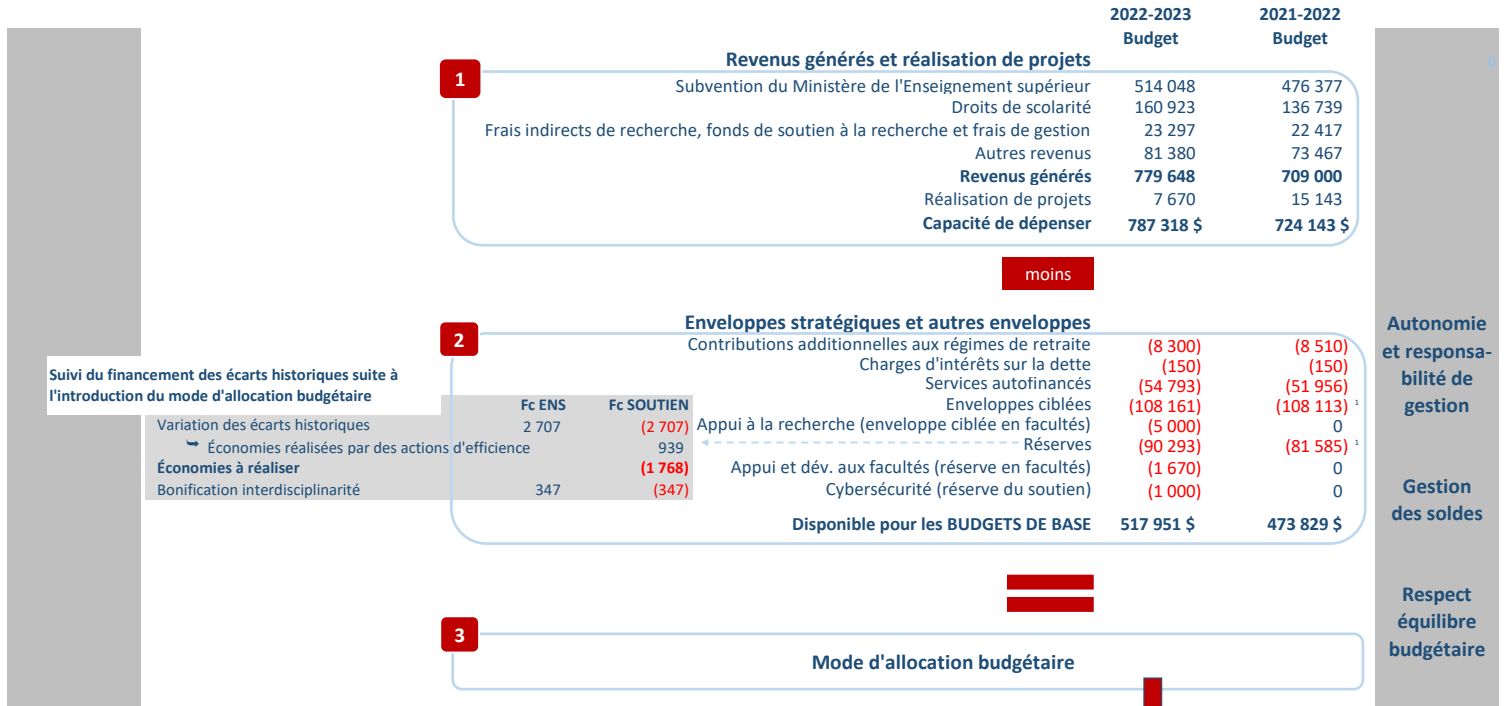 2022-2023 2021-2022
Budget Budget
Revenus générés et réalisation de projets
1
0
Subvention du Ministère de l'Enseignement supérieur 514 048 476 377
Droits de scolarité 160 923 136 739
Frais indirects de recherche, fonds de soutien à la recherche et frais de gestion 23 297 22 417
Autres revenus 81 380 73 467
Revenus générés 779 648 709 000
Réalisation de projets 7 670 15 143
Capacité de dépenser 787 318 $ 724 143 $
moins
Enveloppes stratégiques et autres enveloppes
2
Contributions additionnelles aux régimes de retraite (8 300) (8 510)
Charges d'intérêts sur la dette (150) (150)
Services autofinancés (54 793) (51 956)
Enveloppes ciblées (108 161) (108 113) ¹
Appui à la recherche (enveloppe ciblée en facultés) (5 000) 0
Réserves (90 293) (81 585) ¹
Appui et dév. aux facultés (réserve en facultés) (1 670) 0
Cybersécurité (réserve du soutien) (1 000) 0
Disponible pour les BUDGETS DE BASE 517 951 $ 473 829 $
Suivi du financement des écarts historiques suite à
l'introduction du mode d'allocation budgétaire
Fc ENS Fc SOUTIEN
Variation des écarts historiques 2 707 (2 707)
Économies réalisées par des actions d'efficience 939
Économies à réaliser (1 768)
Bonification interdisciplinarité 347 (347)
3
Mode d'allocation budgétaire
Autonomie
et responsa-
bilité de
gestion
Gestion
des soldes
Respect
équilibre
budgétaire